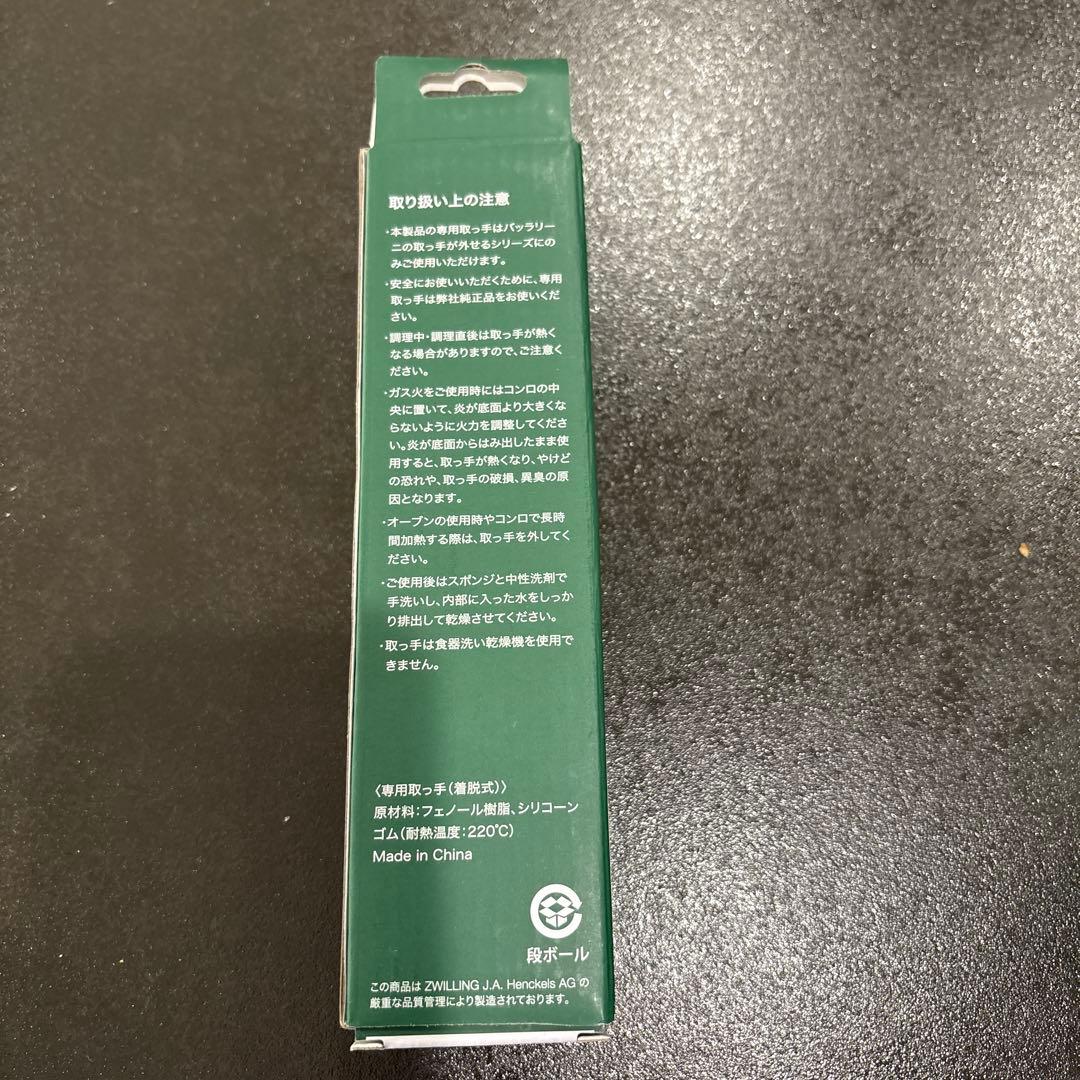 取り扱い上の注意
・本製品の専用取っ手はバッラリー
ニの取っ手が外せるシリーズにの
みご使用いただけます。
・安全にお使いいただくために、専用
取っ手は弊社純正品をお使いくだ
さい。
・調理中・調理直後は取っ手が熱く
なる場合がありますので、ご注意く
ださい。
・ガス火をご使用時にはコンロの中
央に置いて、炎が底面より大きくな
らないように火力を調整してくださ
い。炎が底面からはみ出したまま使
用すると、取っ手が熱くなり、やけど
の恐れや、取っ手の破損、異臭の原
因となります。
・オーブンの使用時やコンロで長時
間加熱する際は、取っ手を外してく
ださい。
・ご使用後はスポンジと中性洗剤で
手洗いし、内部に入った水をしっか
り排出して乾燥させてください。
・取っ手は食器洗い乾燥機を使用で
きません。
〈専用取っ手（着脱式）〉
原材料：フェノール樹脂、シリコーン
ゴム（耐熱温度：220℃）
Made in China
段ボール
この商品は ZWILLING J.A. Henckels AG の
厳重な品質管理により製造されております。